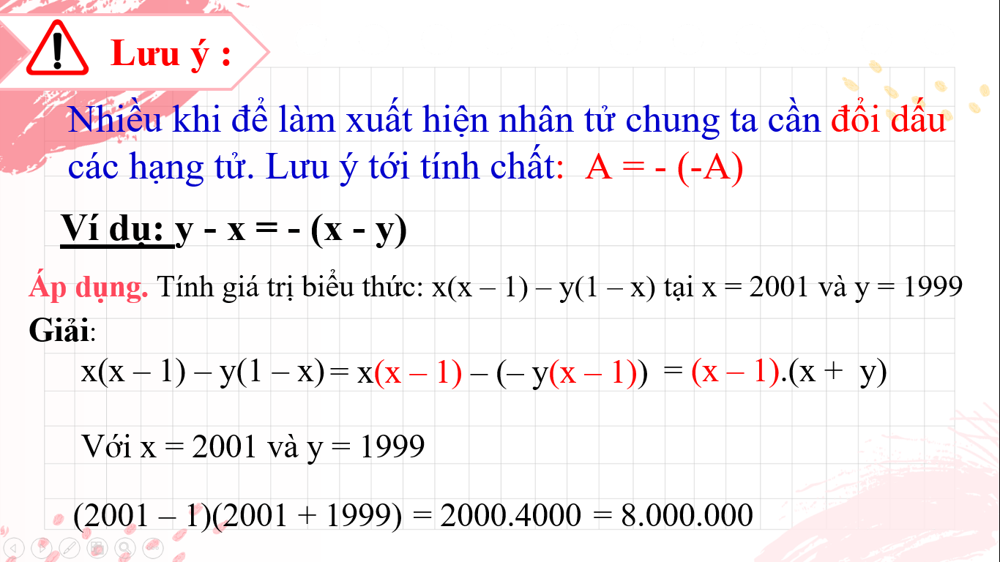 Lưu ý :
Nhiều khi để làm xuất hiện nhân tử chung ta cần đổi dấu
các hạng tử. Lưu ý tới tính chất: A = - (-A)
Ví dụ: y - x = - (x - y)
Áp dụng. Tính giá trị biểu thức: x(x – 1) – y(1 – x) tại x = 2001 và y = 1999
Giải:
x(x – 1) – y(1 – x) = x(x – 1) – (– y(x – 1)) = (x – 1).(x + y)
Với x = 2001 và y = 1999
(2001 – 1)(2001 + 1999) = 2000.4000 = 8.000.000